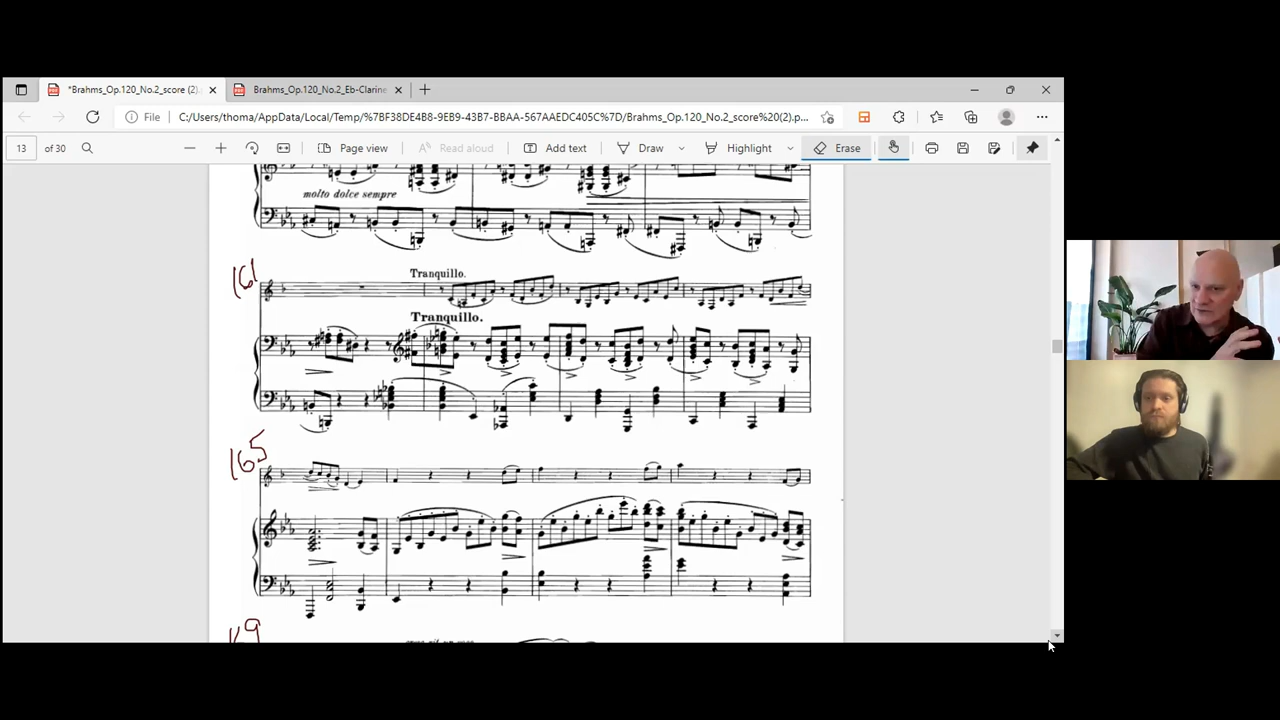 *Brahms_Op.120_No.2_score (2).
Brahms_Op.120_No.2_Eb-Clarine
File
C:/Users/thoma/AppData/Local/Temp/%7BF38DE4B8-9EB9-43B7-BBAA-567AAEDC405C%7D/Brahms_Op.120_No.2_score%20(2).p...
13 of 30
Page view
Read aloud
Add text
Draw
Highlight
Erase
molto dolce sempre
161
Tranquillo.
Tranquillo.
165
169